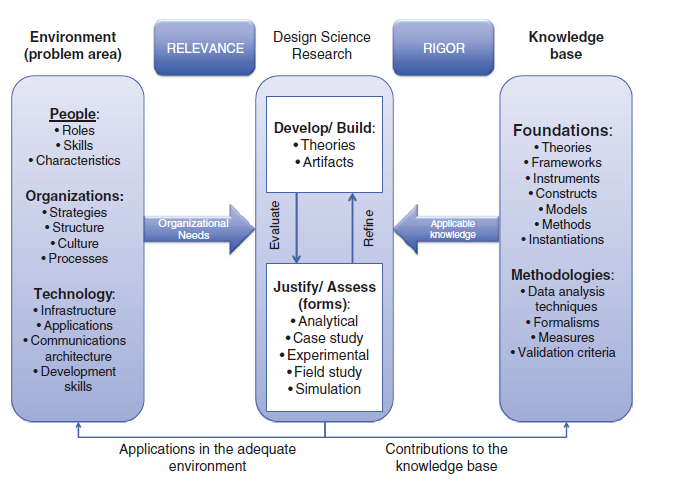 Environment
(problem area)
RELEVANCE
Design Science
Research
RIGOR
Knowledge
base
People:
• Roles
• Skills
• Characteristics
Organizations:
• Strategies
• Structure
• Culture
• Processes
Technology:
• Infrastructure
• Applications
• Communications
architecture
• Development
skills
Organizational
Needs
Develop/ Build:
• Theories
• Artifacts
Evaluate
Refine
Justify/ Assess
(forms):
• Analytical
• Case study
• Experimental
• Field study
• Simulation
Applicable
knowledge
Foundations:
• Theories
• Frameworks
• Instruments
• Constructs
• Models
• Methods
• Instantiations
Methodologies:
• Data analysis
techniques
• Formalisms
• Measures
• Validation criteria
Applications in the adequate
environment
Contributions to the
knowledge base